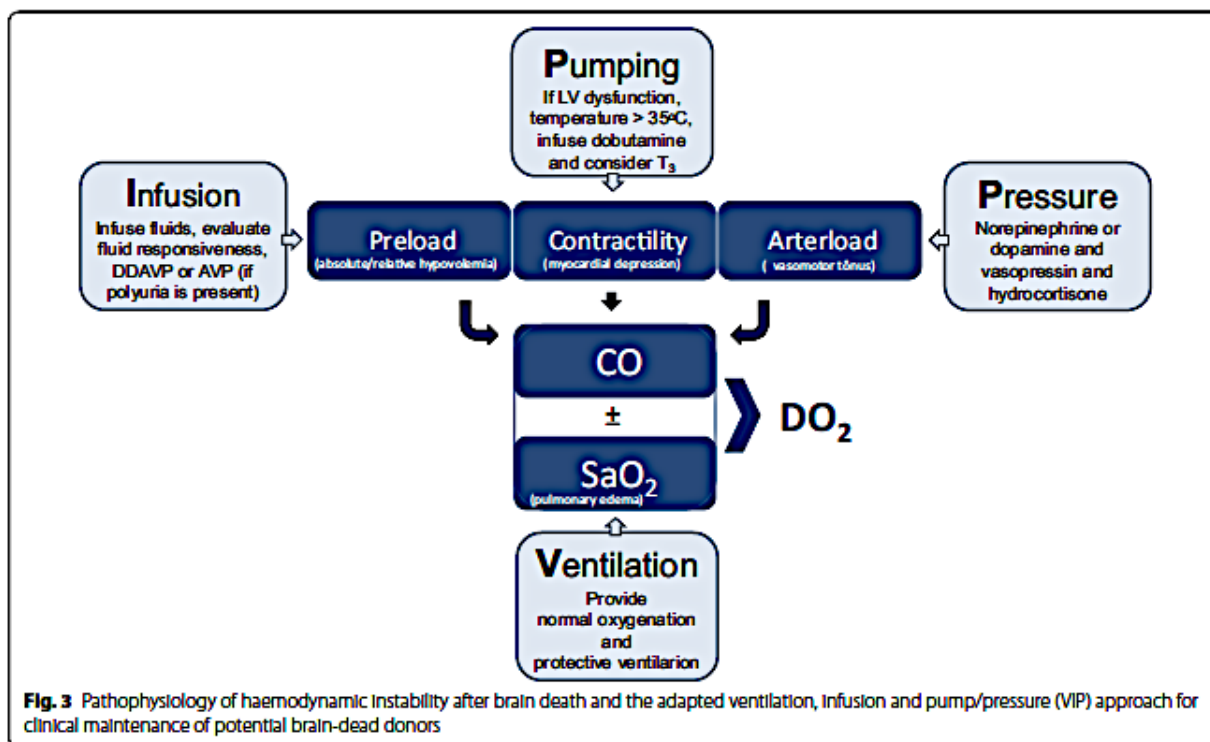 Pumping
If LV dysfunction,
temperature > 35ºC,
infuse dobutamine
and consider T₃
Infusion
Infuse fluids, evaluate
fluid responsiveness,
DDAVP or AVP (if
polyuria is present)
Preload
(absolute/relative hypovolemia)
Contractility
(myocardial depression)
Arterload
( vasomotor tônus)
Pressure
Norepinephrine or
dopamine and
vasopressin and
hydrocortisone
CO
±
SaO₂
(pulmonary edema)
DO₂
Ventilation
Provide
normal oxygenation
and
protective ventilarion
Fig. 3 Pathophysiology of haemodynamic instability after brain death and the adapted ventilation, infusion and pump/pressure (VIP) approach for
clinical maintenance of potential brain-dead donors